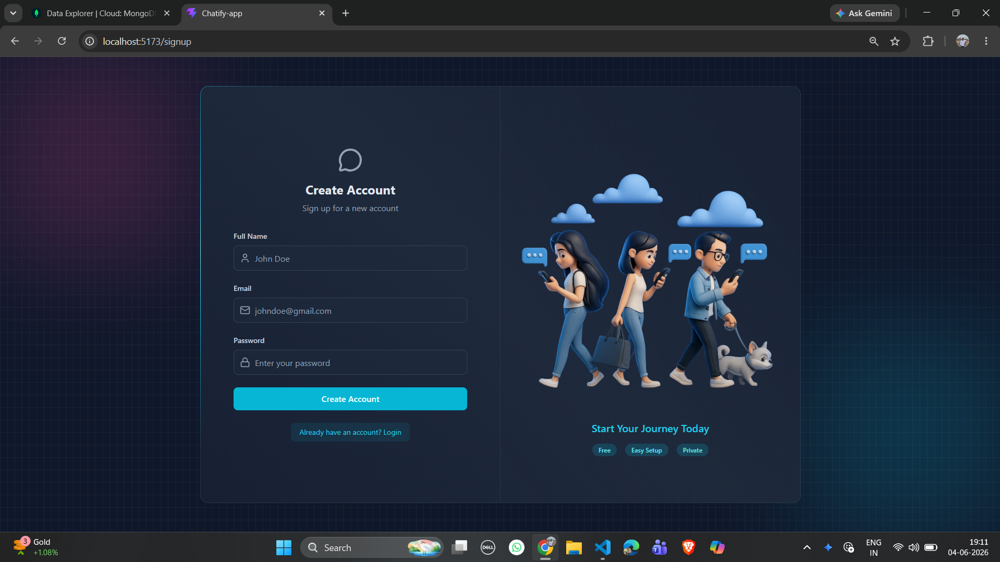 Data Explorer | Cloud: MongoD
Chatify-app
Ask Gemini
localhost:5173/signup
Create Account
Sign up for a new account
Full Name
John Doe
Email
johndoe@gmail.com
Password
Enter your password
Create Account
Already have an account? Login
Start Your Journey Today
Free
Easy Setup
Private
3
Gold
+1.08%
Search
DELL
T
ENG
IN
19:11
04-06-2026